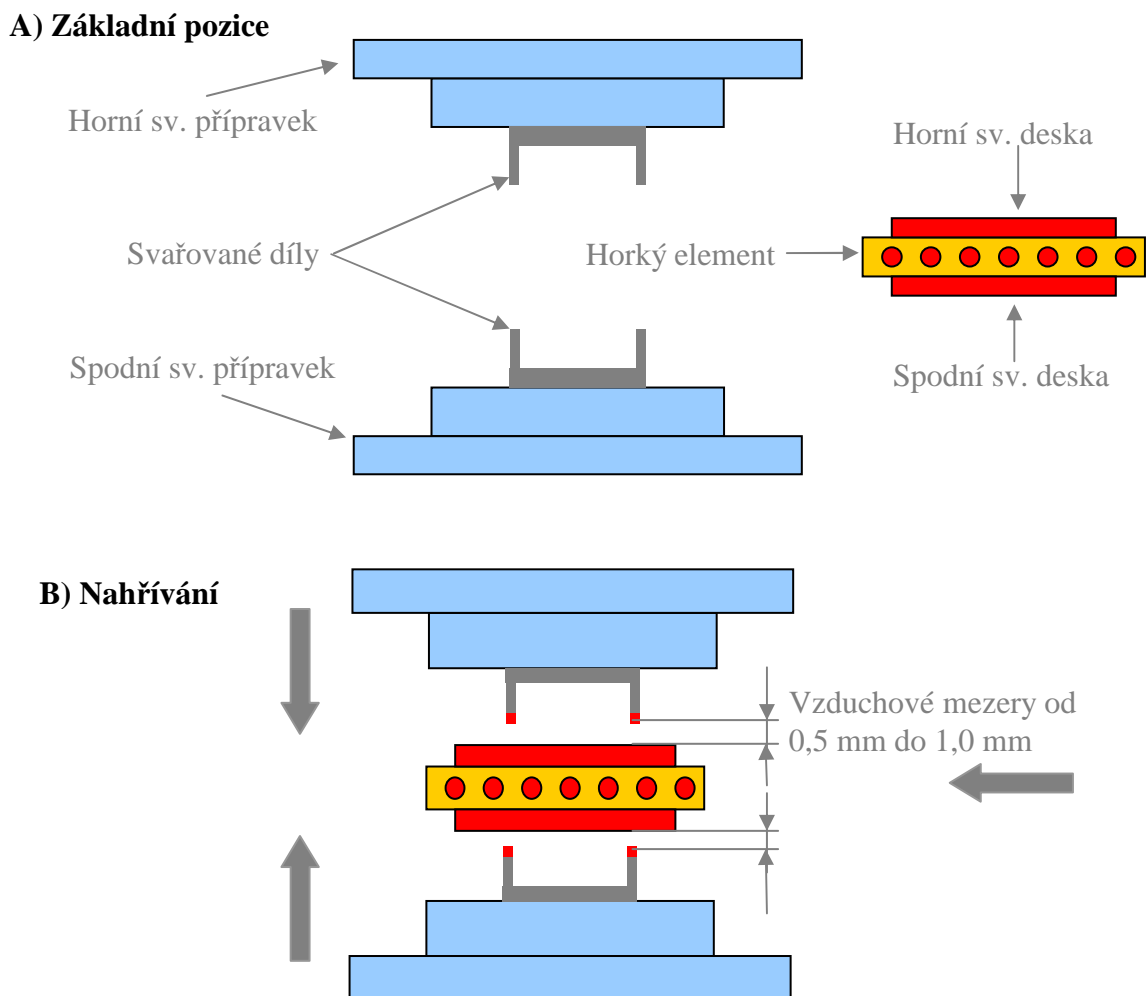 A) Základní pozice
Horní sv. přípravek
Horní sv. deska
Svařované díly
Horký element
Spodní sv. přípravek
Spodní sv. deska
B) Nahřívání
Vzduchové mezery od
0,5 mm do 1,0 mm